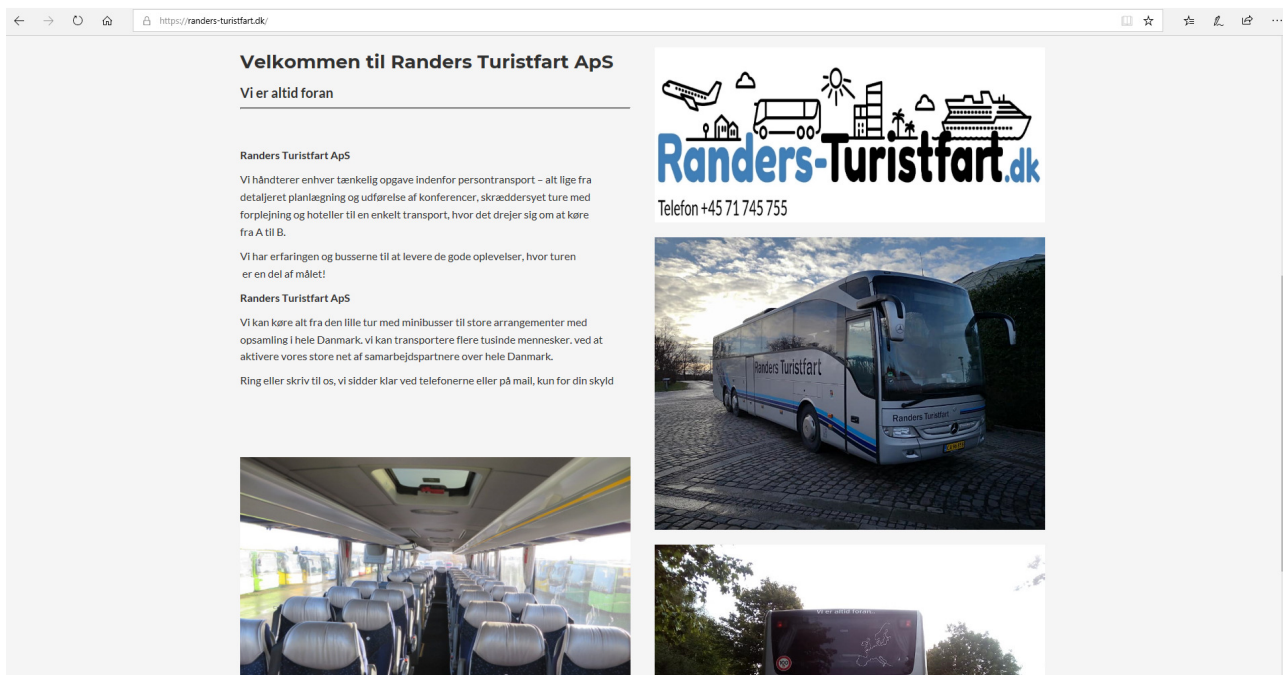 https://randers-turistfart.dk/
Velkommen til Randers Turistfart ApS
Vi er altid foran
Randers Turistfart ApS
Vi håndterer enhver tænkelig opgave indenfor persontransport – alt lige fra
detaljeret planlægning og udførelse af konferencer, skræddersyet ture med
forplejning og hoteller til en enkelt transport, hvor det drejer sig om at køre
fra A til B.
Vi har erfaringen og busserne til at levere de gode oplevelser, hvor turen
er en del af målet!
Randers Turistfart ApS
Vi kan køre alt fra den lille tur med minibusser til store arrangementer med
opsamling i hele Danmark. vi kan transportere flere tusinde mennesker. ved at
aktivere vores store net af samarbejdspartnere over hele Danmark.
Ring eller skriv til os, vi sidder klar ved telefonerne eller på mail, kun for din skyld
Randers-Turistfart.dk
Telefon +45 71 745 755
Randers Turistfart
Randers Turistfart
Vi er altid foran..